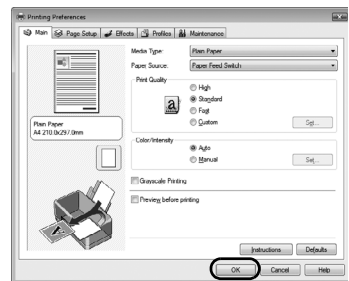 Printing Preferences
Main Page Setup Effects Profiles Maintenance
Media Type: Plain Paper
Paper Source: Paper Feed Switch
Print Quality
High
Standard
Fast
Custom Set...
a
Plain Paper
A4 210.0x297.0mm
Color/Intensity
Auto
Manual Set...
Grayscale Printing
Preview before printing
Instructions Defaults
OK Cancel Help